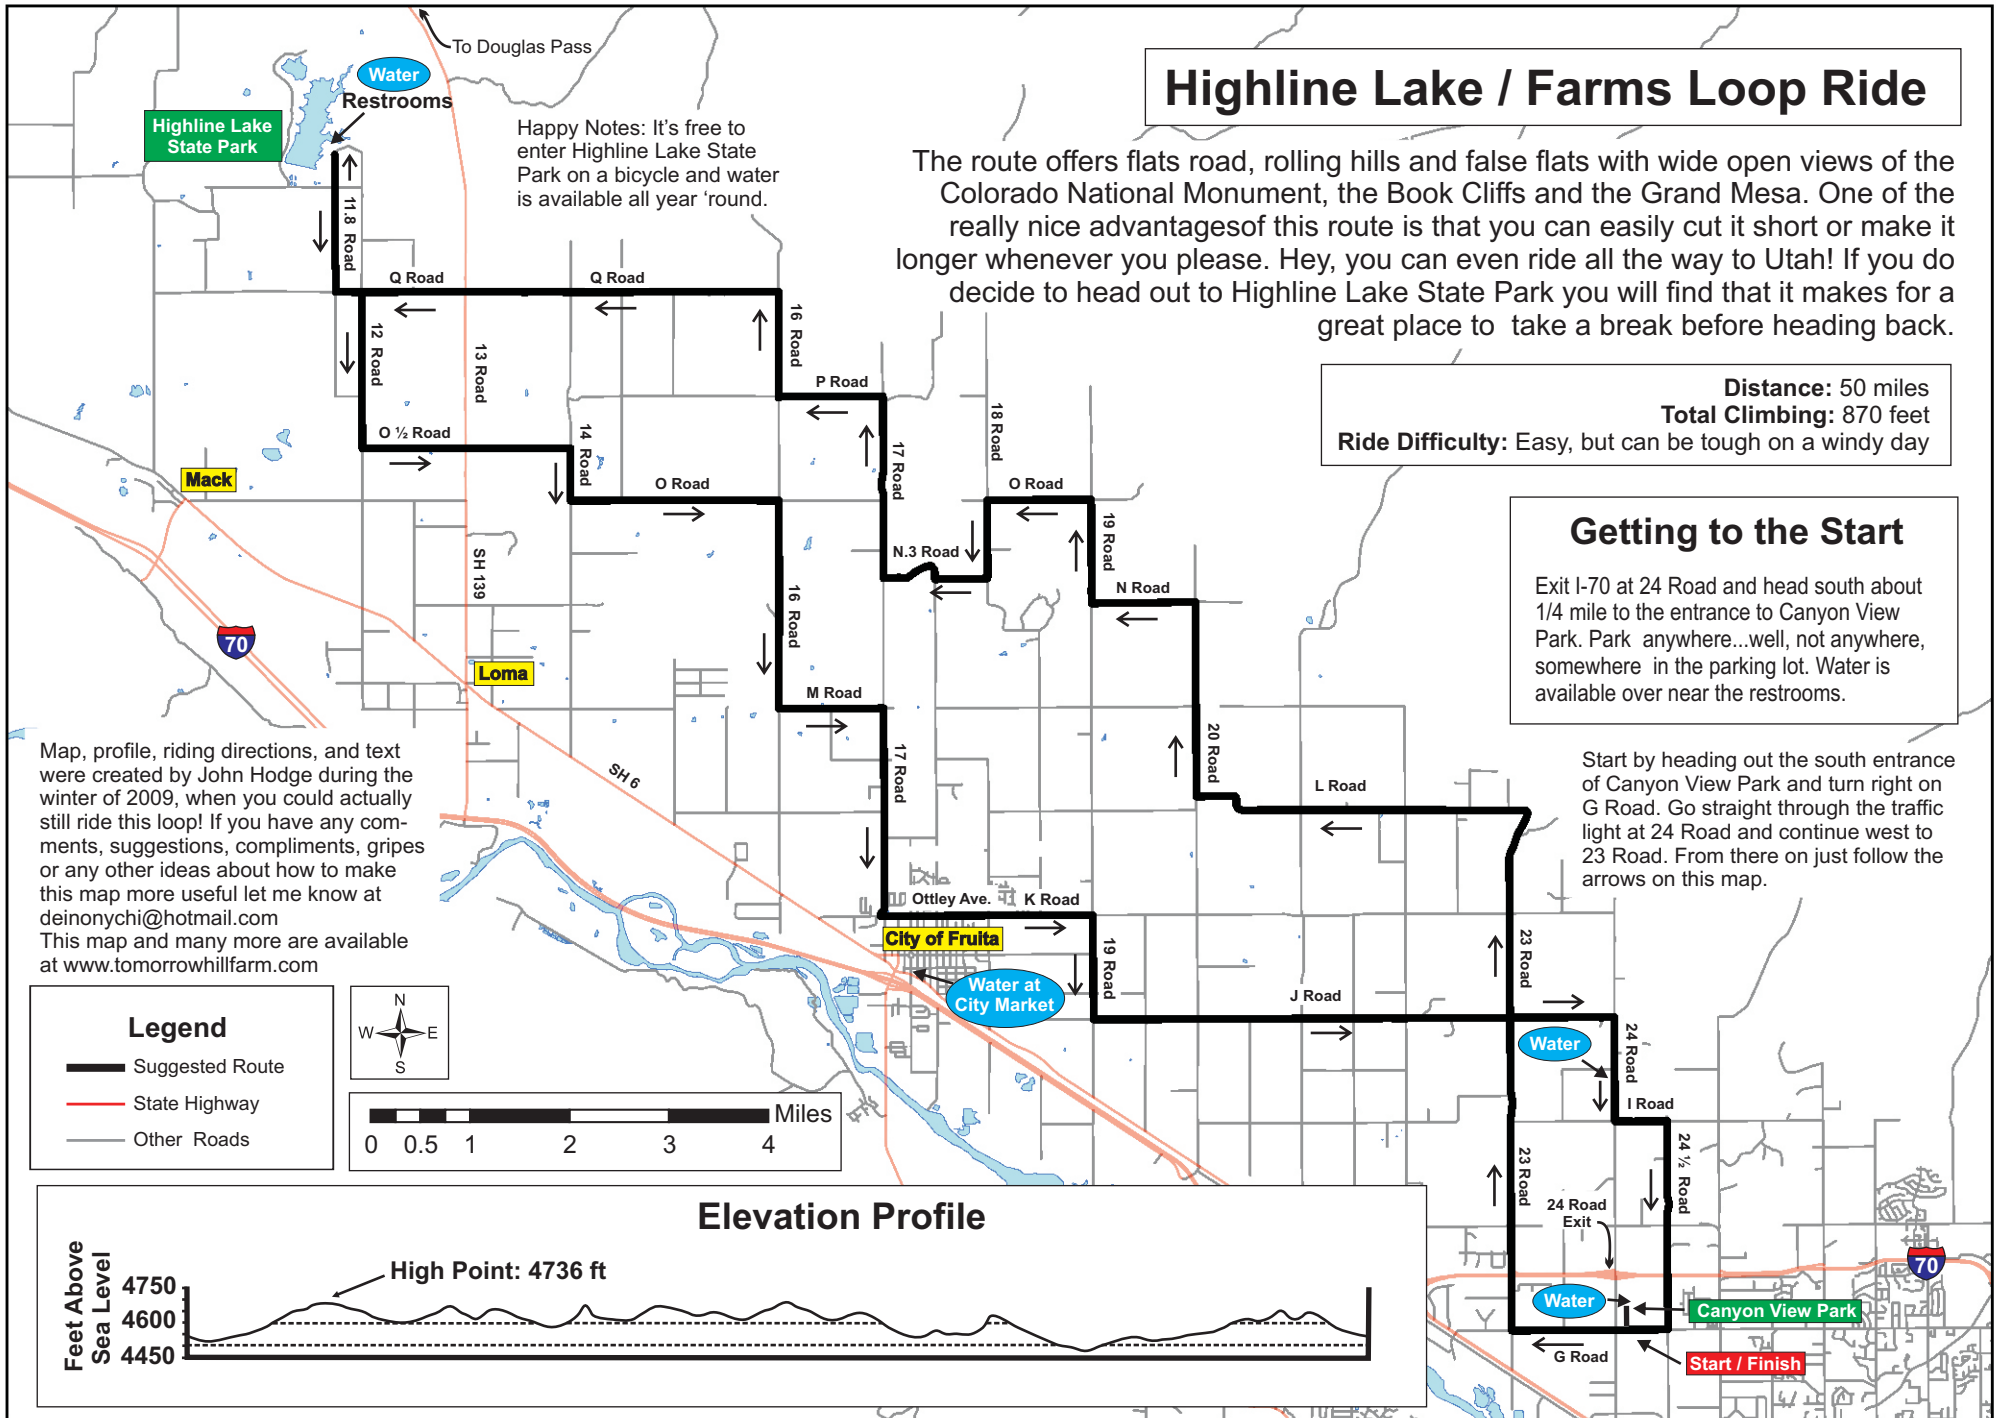 To Douglas Pass
Water
Restrooms
Highline Lake
State Park
Happy Notes: It's free to
enter Highline Lake State
Park on a bicycle and water
is available all year ‘round.
Highline Lake / Farms Loop Ride
The route offers flats road, rolling hills and false flats with wide open views of the
Colorado National Monument, the Book Cliffs and the Grand Mesa. One of the
really nice advantagesof this route is that you can easily cut it short or make it
longer whenever you please. Hey, you can even ride all the way to Utah! If you do
decide to head out to Highline Lake State Park you will find that it makes for a
great place to take a break before heading back.
Distance: 50 miles
Total Climbing: 870 feet
Ride Difficulty: Easy, but can be tough on a windy day
Getting to the Start
Exit I-70 at 24 Road and head south about
1/4 mile to the entrance to Canyon View
Park. Park anywhere...well, not anywhere,
somewhere in the parking lot. Water is
available over near the restrooms.
Start by heading out the south entrance
of Canyon View Park and turn right on
G Road. Go straight through the traffic
light at 24 Road and continue west to
23 Road. From there on just follow the
arrows on this map.
11.8 Road
Q Road
Q Road
12 Road
13 Road
16 Road
P Road
O ½ Road
14 Road
17 Road
18 Road
Mack
O Road
O Road
19 Road
N.3 Road
SH 139
N Road
16 Road
70
Loma
M Road
20 Road
17 Road
SH 6
L Road
Map, profile, riding directions, and text
were created by John Hodge during the
winter of 2009, when you could actually
still ride this loop! If you have any com-
ments, suggestions, compliments, gripes
or any other ideas about how to make
this map more useful let me know at
deinonychi@hotmail.com
This map and many more are available
at www.tomorrowhillfarm.com
Ottley Ave.
K Road
City of Fruita
19 Road
23 Road
Water at
City Market
J Road
Water
24 Road
I Road
23 Road
24 ½ Road
24 Road
Exit
70
Water
Canyon View Park
G Road
Start / Finish
Legend
Suggested Route
State Highway
Other Roads
N
W
E
S
Miles
0 0.5 1 2 3 4
Elevation Profile
High Point: 4736 ft
Feet Above
Sea Level
4750
4600
4450